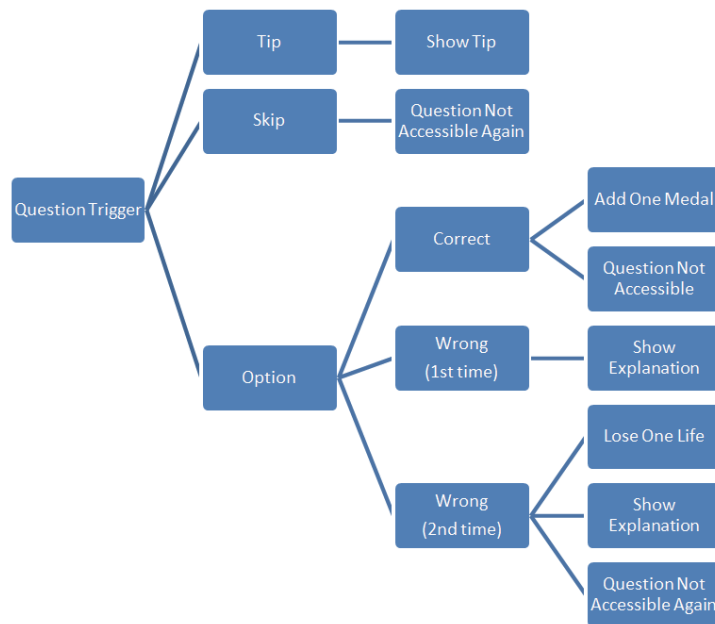 Tip
Show Tip
Skip
Question Not
Accessible Again
Question Trigger
Option
Correct
Add One Medal
Question Not
Accessible
Wrong
(1st time)
Show
Explanation
Wrong
(2nd time)
Lose One Life
Show
Explanation
Question Not
Accessible Again